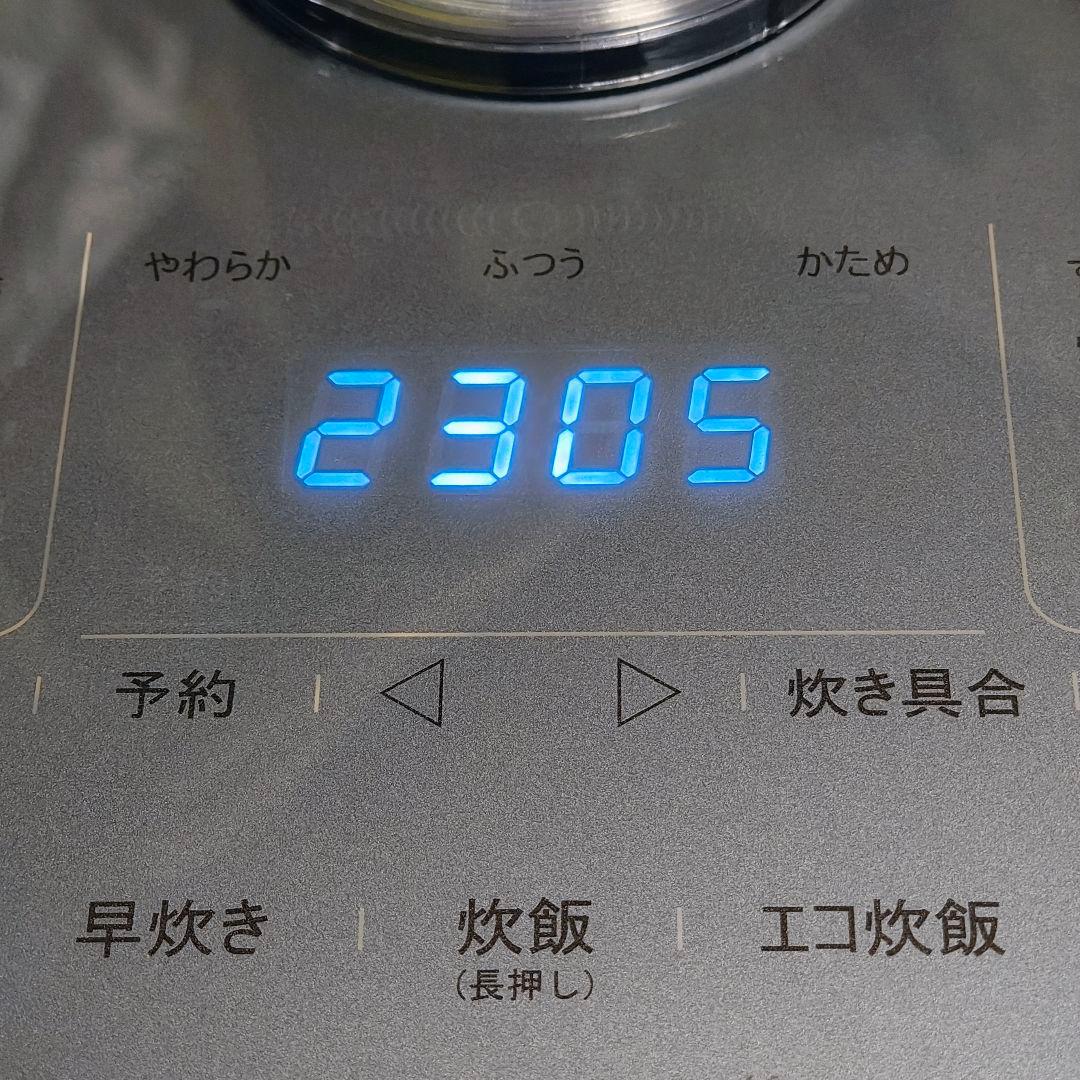 やわらか ふつう かため
2305
予約 ◁ ▷ 炊き具合
早炊き 炊飯 エコ炊飯
(長押し)